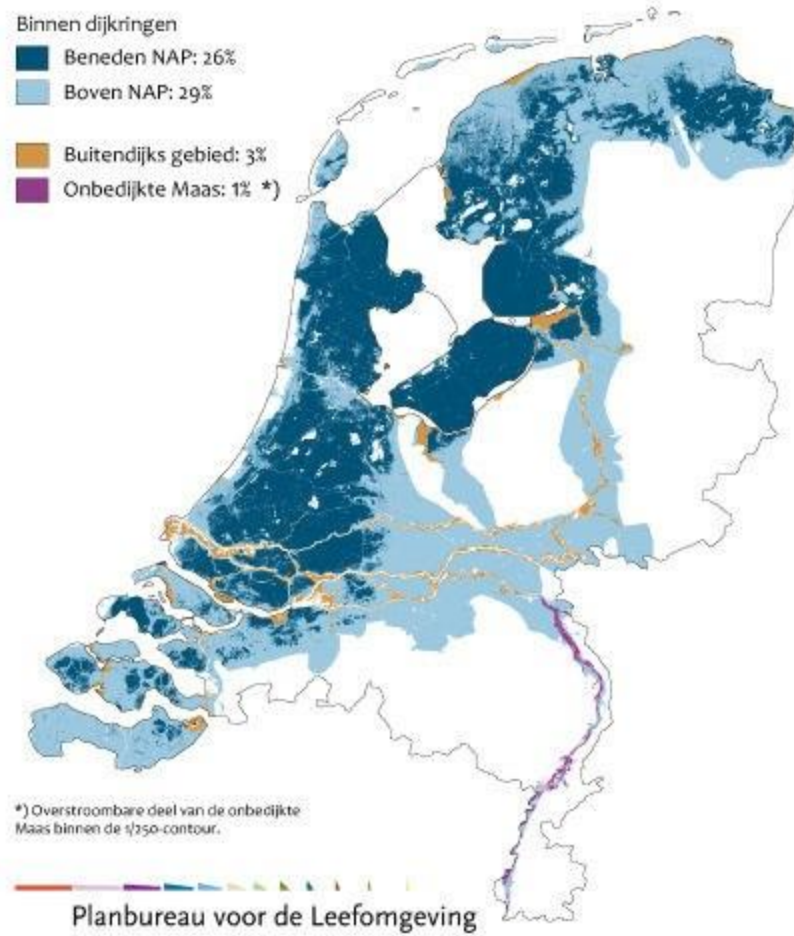 Binnen dijkringen
Beneden NAP: 26%
Boven NAP: 29%
Buitendijks gebied: 3%
Onbedijkte Maas: 1% *)
*) Overstroombare deel van de onbedijkte
Maas binnen de 1/250-contour.
Planbureau voor de Leefomgeving